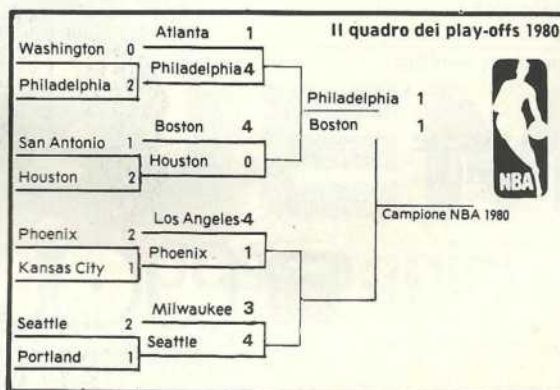 Il quadro dei play-offs 1980
Atlanta 1
Washington 0
Philadelphia 4
Philadelphia 2
Philadelphia 1
Boston 4
Boston 1
San Antonio 1
Houston 0
Houston 2
NBA
Los Angeles 4
Campione NBA 1980
Phoenix 2
Phoenix 1
Kansas City 1
Milwaukee 3
Seattle 2
Seattle 4
Portland 1